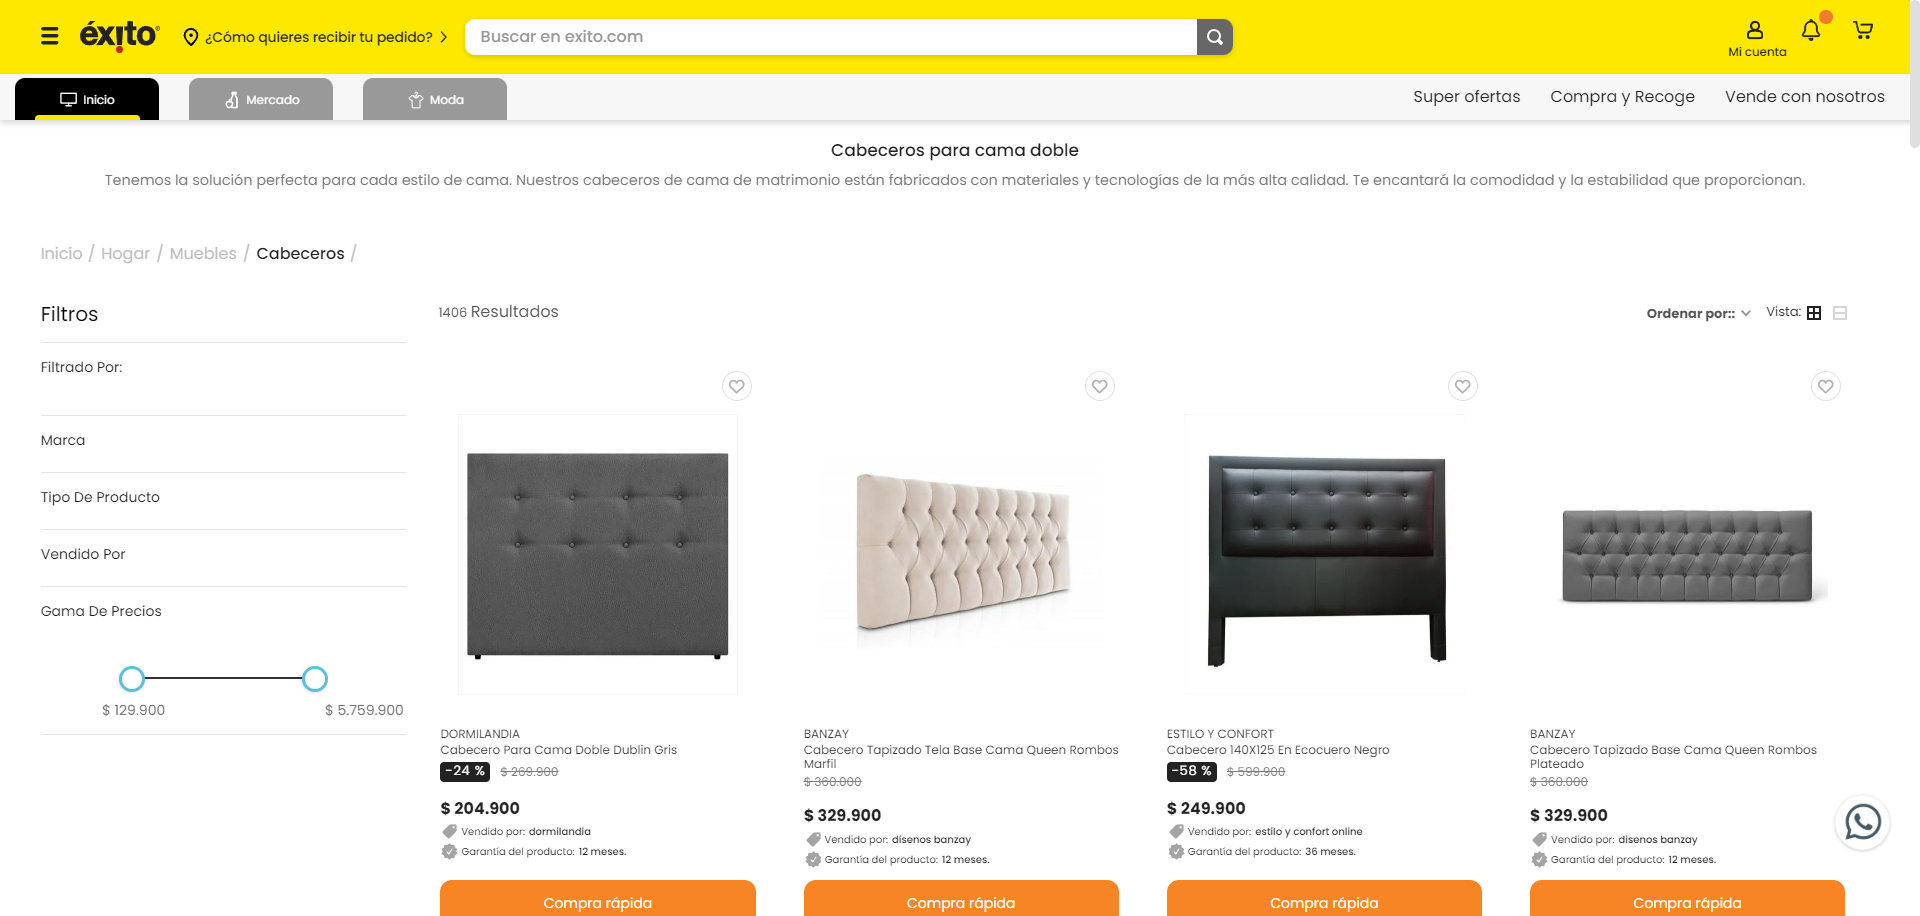 éxito
¿Cómo quieres recibir tu pedido?
Buscar en exito.com
Mi cuenta
Inicio
Mercado
Moda
Super ofertas
Compra y Recoge
Vende con nosotros
Cabeceros para cama doble
Tenemos la solución perfecta para cada estilo de cama. Nuestros cabeceros de cama de matrimonio están fabricados con materiales y tecnologías de la más alta calidad. Te encantará la comodidad y la estabilidad que proporcionan.
Inicio / Hogar / Muebles / Cabeceros /
Filtros
Filtrado Por:
Marca
Tipo De Producto
Vendido Por
Gama De Precios
$ 129.900
$ 5.759.900
1406 Resultados
Ordenar por::
Vista:
DORMILANDIA
Cabecero Para Cama Doble Dublin Gris
-24 % $ 269.900
$ 204.900
Vendido por: dormilandia
Garantía del producto: 12 meses.
Compra rápida
BANZAY
Cabecero Tapizado Tela Base Cama Queen Rombos
Marfil
$ 360.000
$ 329.900
Vendido por: disenos banzay
Garantía del producto: 12 meses.
Compra rápida
ESTILO Y CONFORT
Cabecero 140X125 En Ecocuero Negro
-58 % $ 599.900
$ 249.900
Vendido por: estilo y confort online
Garantía del producto: 36 meses.
Compra rápida
BANZAY
Cabecero Tapizado Base Cama Queen Rombos
Plateado
$ 360.000
$ 329.900
Vendido por: disenos banzay
Garantía del producto: 12 meses.
Compra rápida